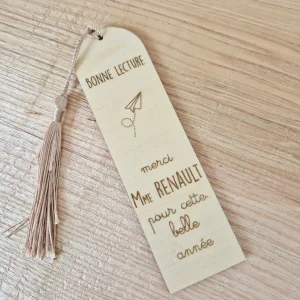 BONNE LECTURE
merci
Mme RENAULT
pour cette
belle
année